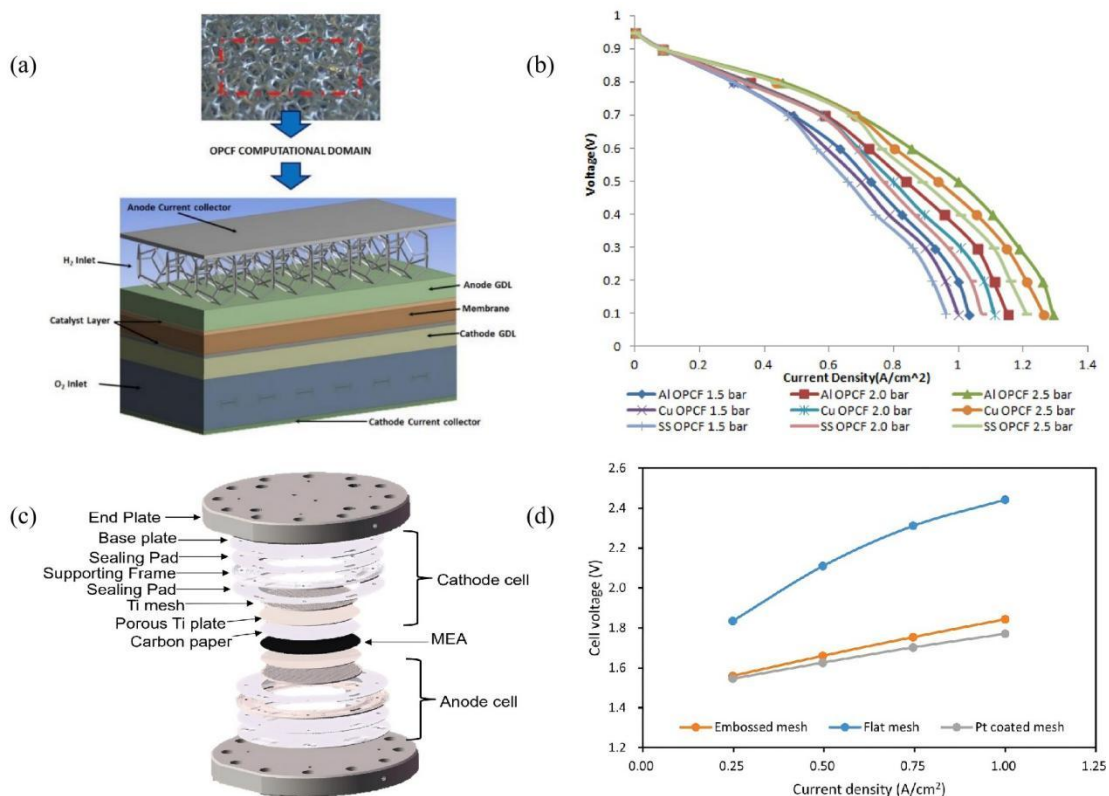 (a)
OPCF COMPUTATIONAL DOMAIN
Anode Current collector
H2 Inlet
Anode GDL
Membrane
Catalyst Layer
Cathode GDL
O2 Inlet
Cathode Current collector
(b)
Voltage(V)
1
0.9
0.8
0.7
0.6
0.5
0.4
0.3
0.2
0.1
0
0 0.2 0.4 0.6 0.8 1 1.2 1.4
Current Density(A/cm^2)
Al OPCF 1.5 bar Al OPCF 2.0 bar Al OPCF 2.5 bar
Cu OPCF 1.5 bar Cu OPCF 2.0 bar Cu OPCF 2.5 bar
SS OPCF 1.5 bar SS OPCF 2.0 bar SS OPCF 2.5 bar
(c)
End Plate
Base plate
Sealing Pad
Supporting Frame
Sealing Pad
Ti mesh
Porous Ti plate
Carbon paper
Cathode cell
MEA
Anode cell
(d)
Cell voltage (V)
2.6
2.4
2.2
2.0
1.8
1.6
1.4
1.2
Embossed mesh Flat mesh Pt coated mesh
0.00 0.25 0.50 0.75 1.00 1.25
Current density (A/cm²)